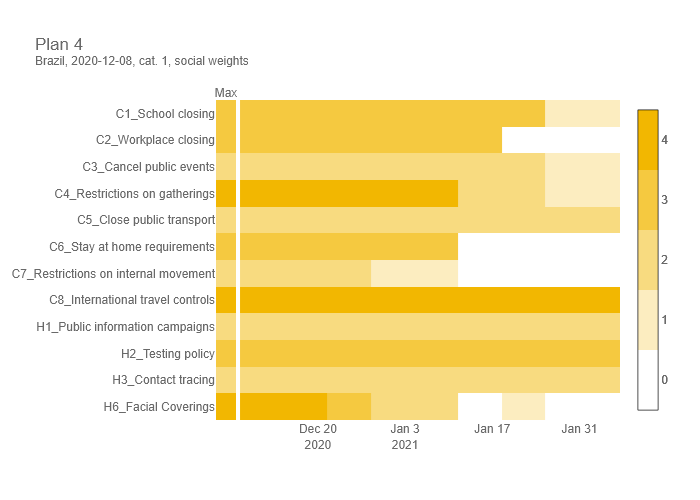 Plan 4
Brazil, 2020-12-08, cat. 1, social weights
Max
C1_School closing
C2_Workplace closing
C3_Cancel public events
C4_Restrictions on gatherings
C5_Close public transport
C6_Stay at home requirements
C7_Restrictions on internal movement
C8_International travel controls
H1_Public information campaigns
H2_Testing policy
H3_Contact tracing
H6_Facial Coverings
Dec 20 Jan 3 Jan 17 Jan 31
2020 2021
4
3
2
1
0